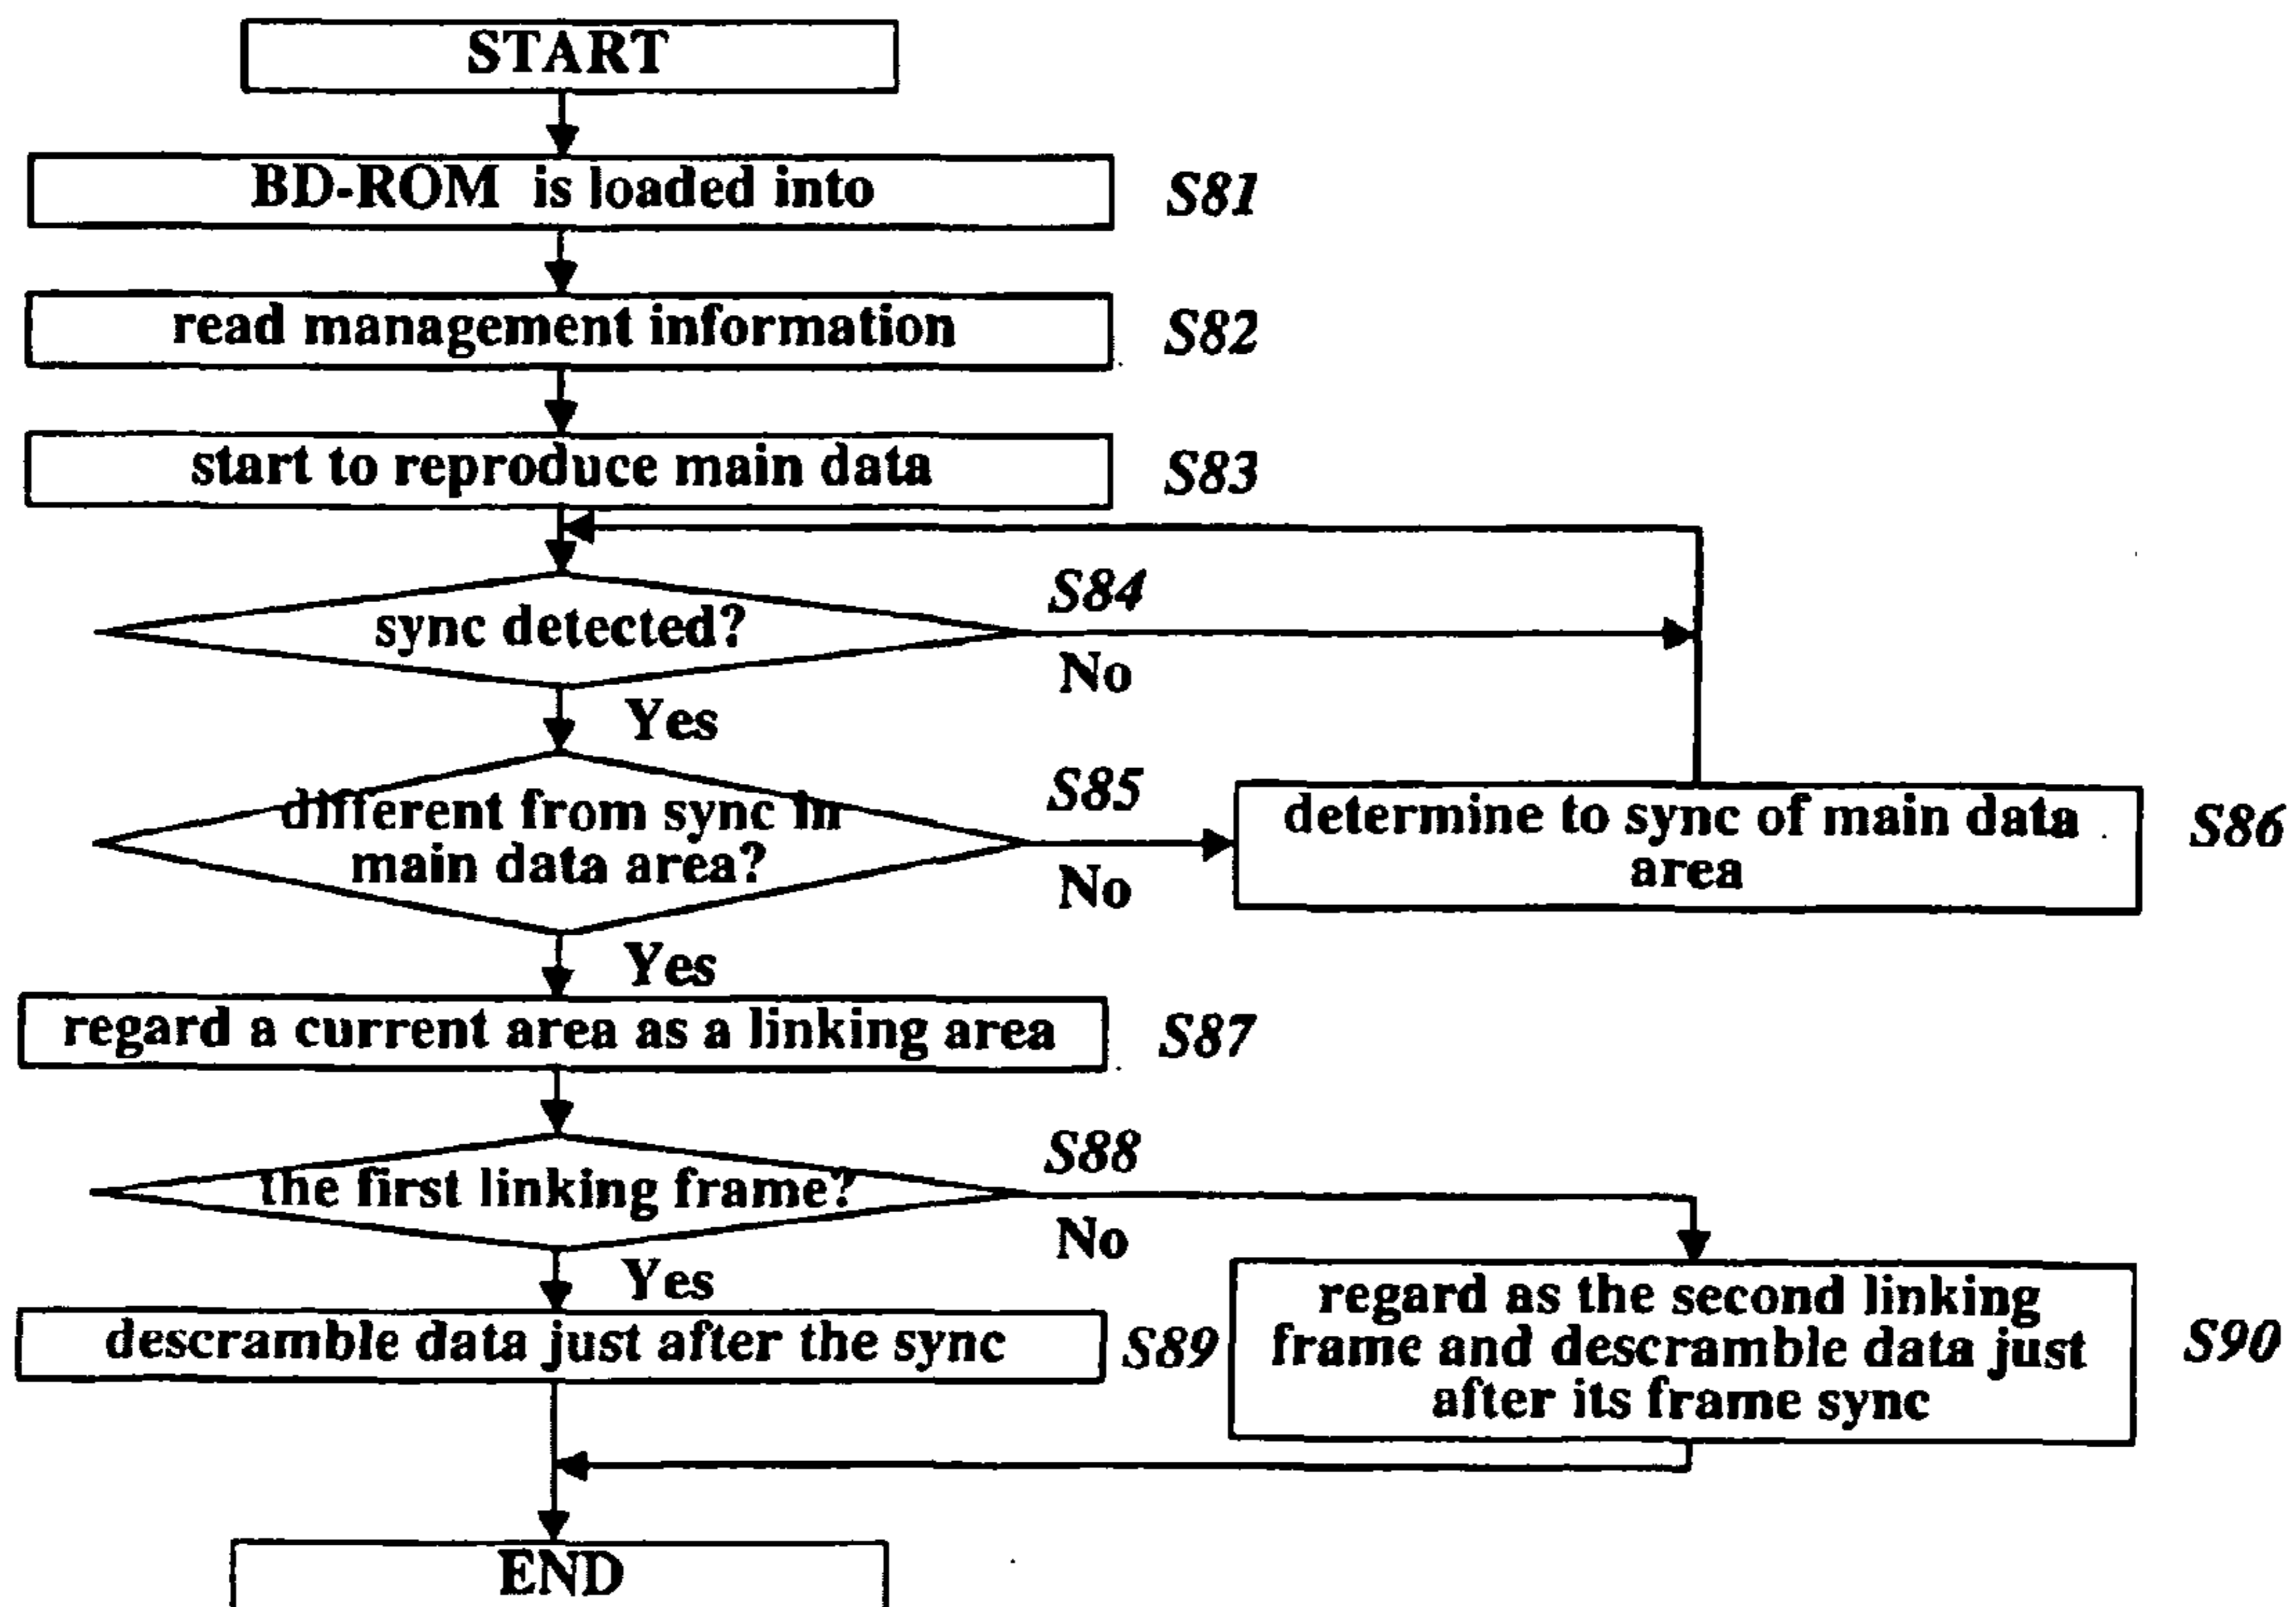 START
BD-ROM is loaded into
S81
read management information
S82
start to reproduce main data
S83
sync detected?
S84
No
Yes
different from sync in
main data area?
S85
No
determine to sync of main data
area
S86
Yes
regard a current area as a linking area
S87
the first linking frame?
S88
No
Yes
descramble data just after the sync
S89
regard as the second linking
frame and descramble data just
after its frame sync
S90
END